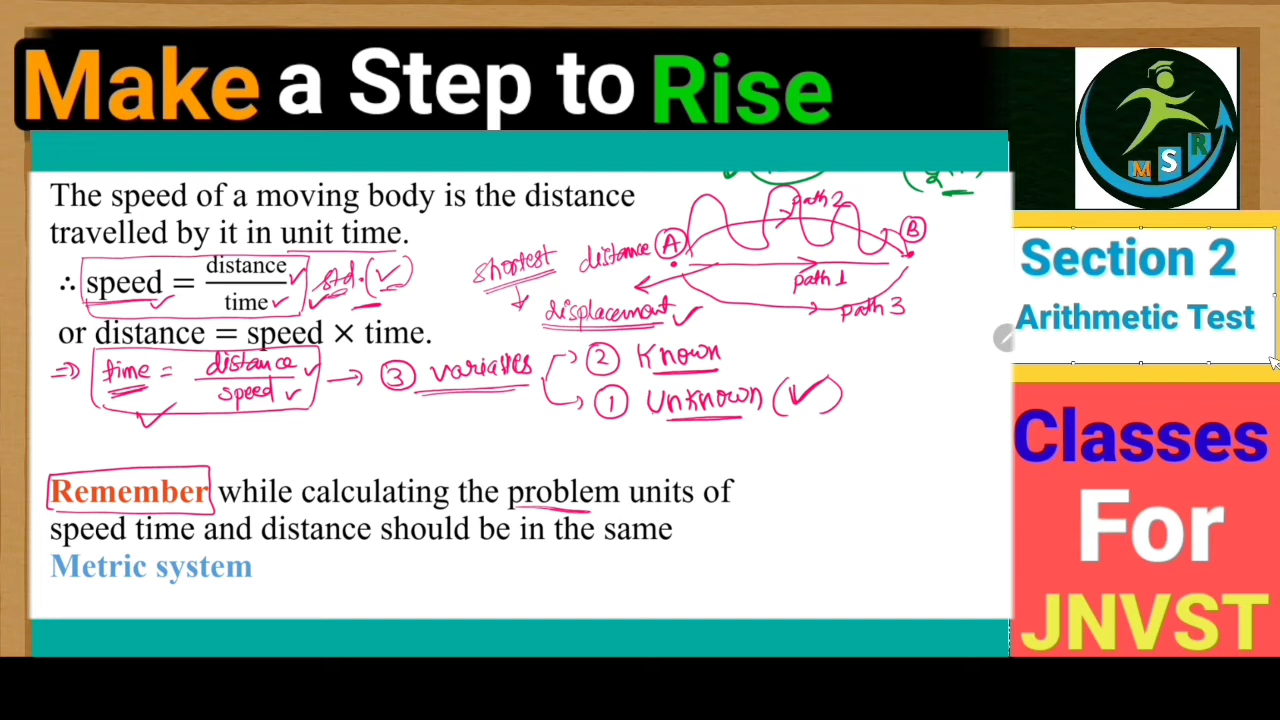 Make a Step to Rise
M S R
The speed of a moving body is the distance
travelled by it in unit time.
∴ speed = distance/time std. (✓)
or distance = speed × time.
⇒ time = distance/speed → ③ variables
② Known
① Unknown (✓)
path 2
A
B
shortest distance
path 1
displacement ✓
path 3
Remember while calculating the problem units of
speed time and distance should be in the same
Metric system
Section 2
Arithmetic Test
Classes
For
JNVST